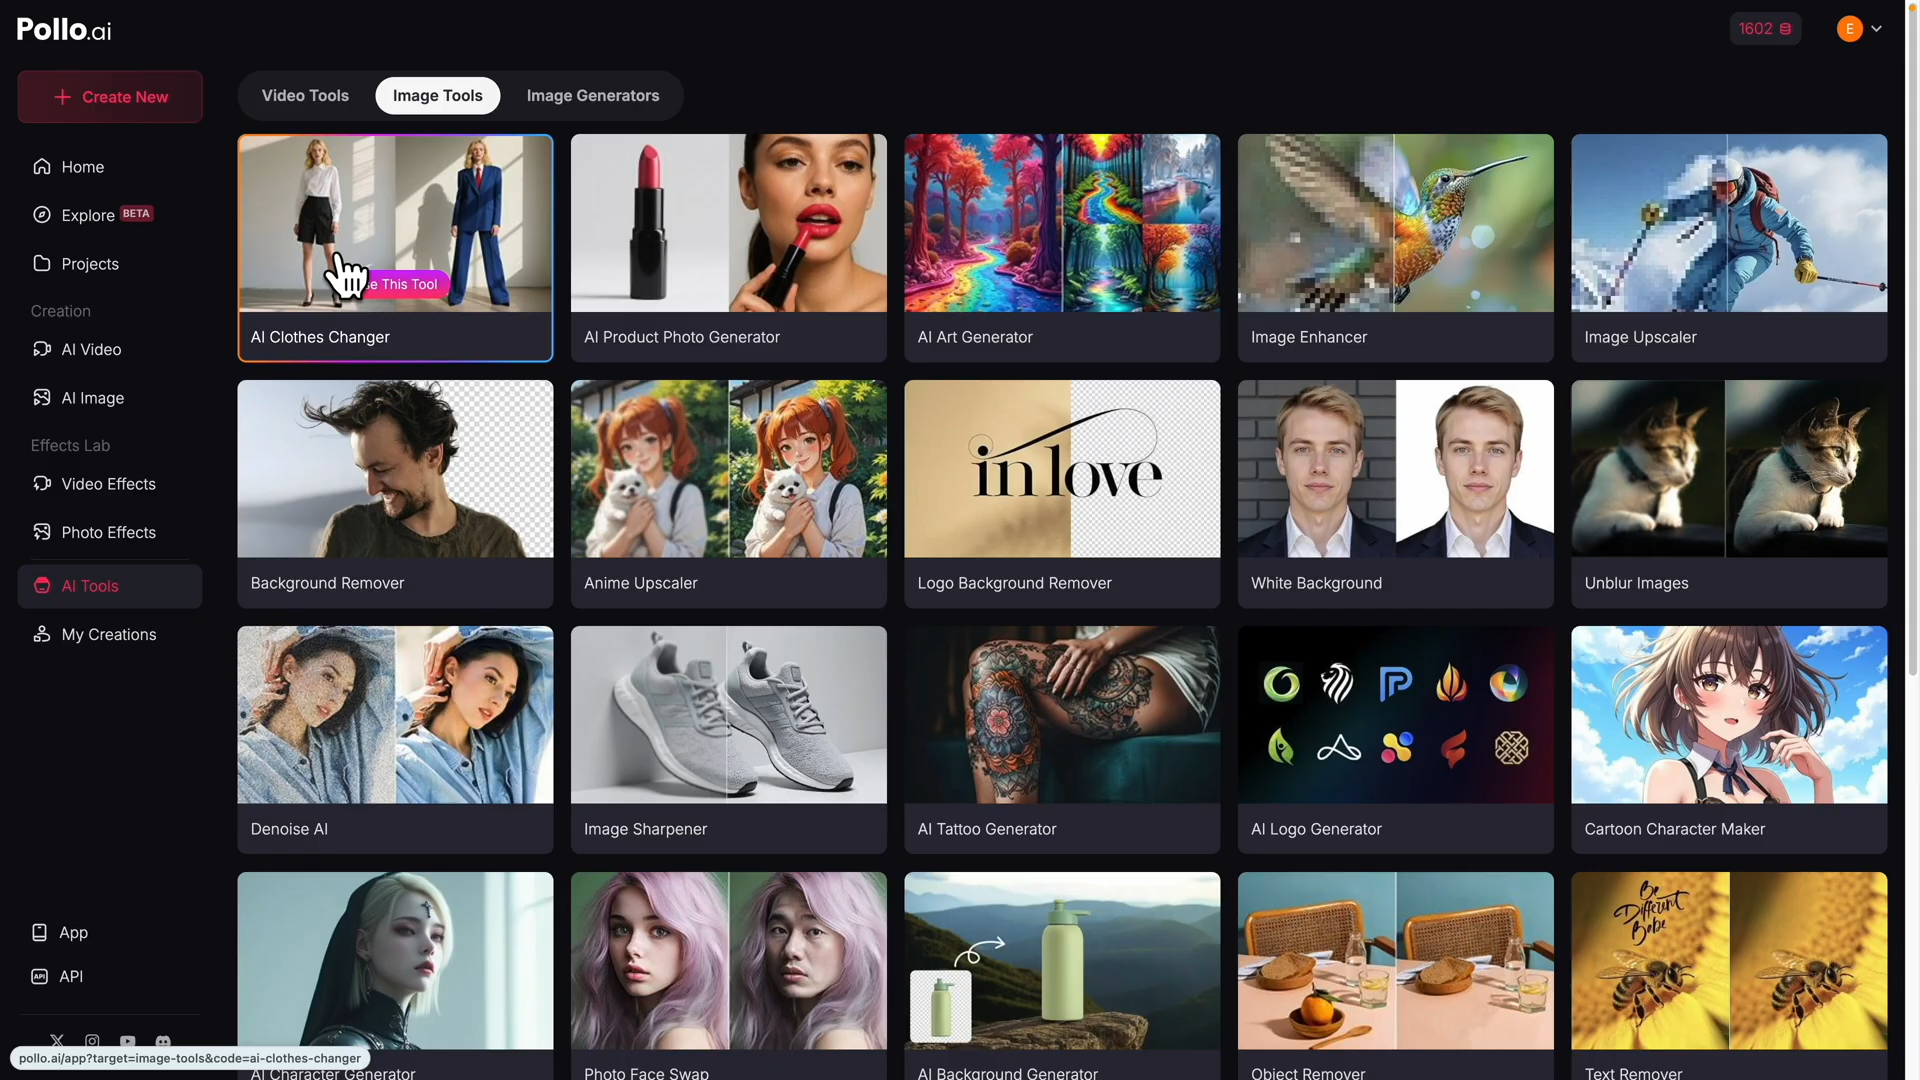 Pollo.ai
1602
E
Create New
Video Tools
Image Tools
Image Generators
Home
Explore BETA
Projects
Creation
AI Video
AI Image
Effects Lab
Video Effects
Photo Effects
AI Tools
My Creations
App
API
API
pollo.ai/app?target=image-tools&code=ai-clothes-changer
This Tool
AI Clothes Changer
AI Product Photo Generator
AI Art Generator
Image Enhancer
Image Upscaler
in love
Background Remover
Anime Upscaler
Logo Background Remover
White Background
Unblur Images
Denoise AI
Image Sharpener
AI Tattoo Generator
AI Logo Generator
Cartoon Character Maker
Be
Different
Babe
AI Character Generator
Photo Face Swap
AI Background Generator
Object Remover
Text Remover